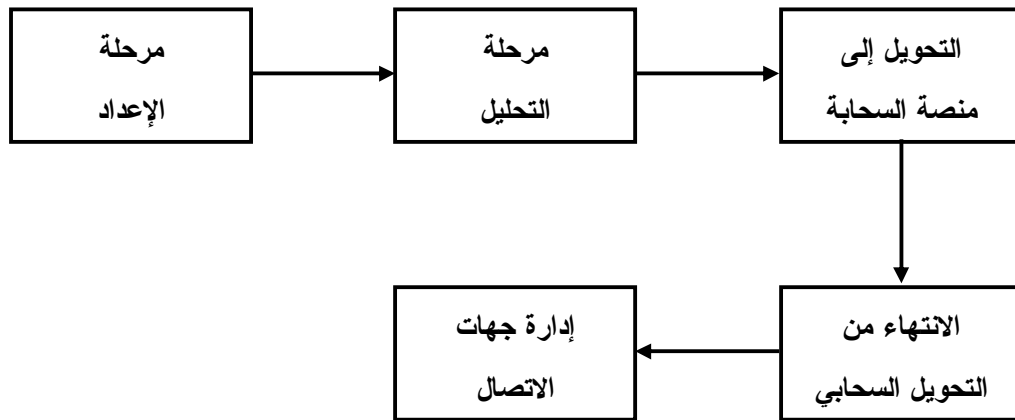 مرحلة
الإعداد
مرحلة
التحليل
التحويل إلى
منصة السحابة
الانتهاء من
التحويل السحابي
إدارة جهات
الاتصال